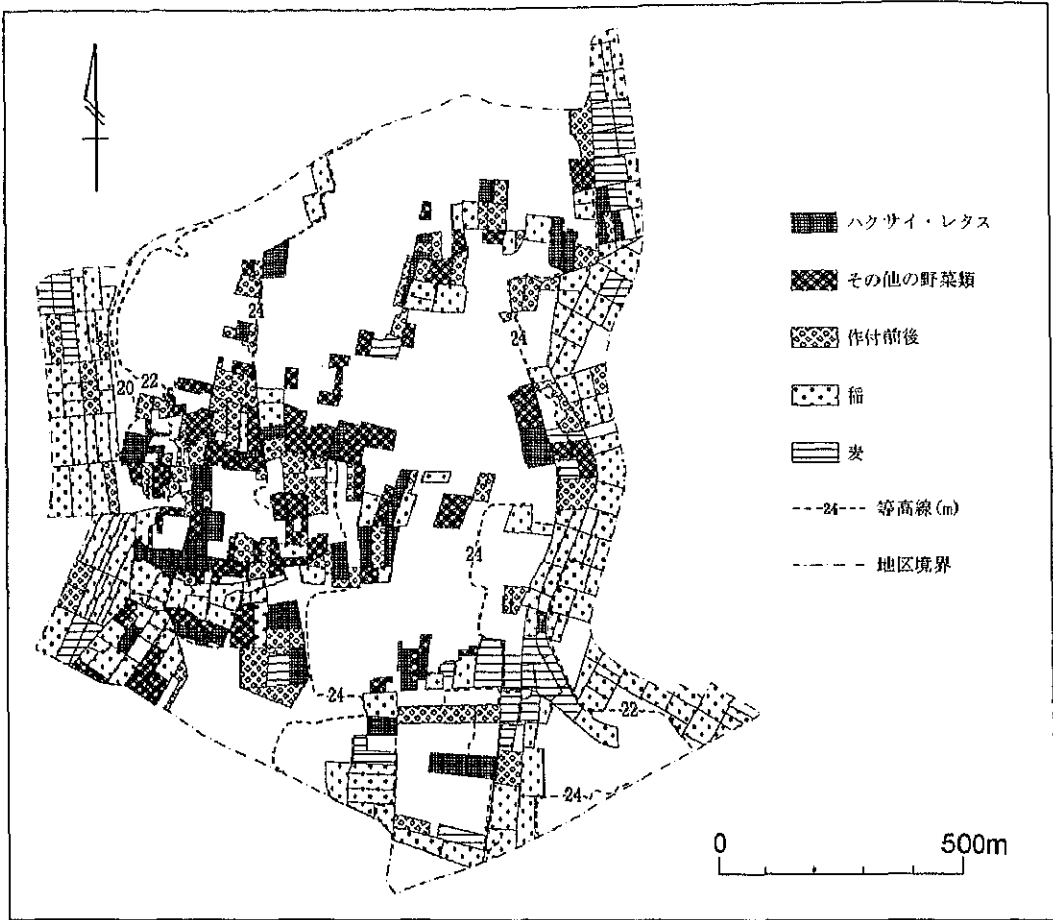 ハクサイ・レタス
その他の野菜類
作付前後
稲
麦
--24-- 等高線(m)
地区境界
24
24
20
22
24
24
22
24
0
500m